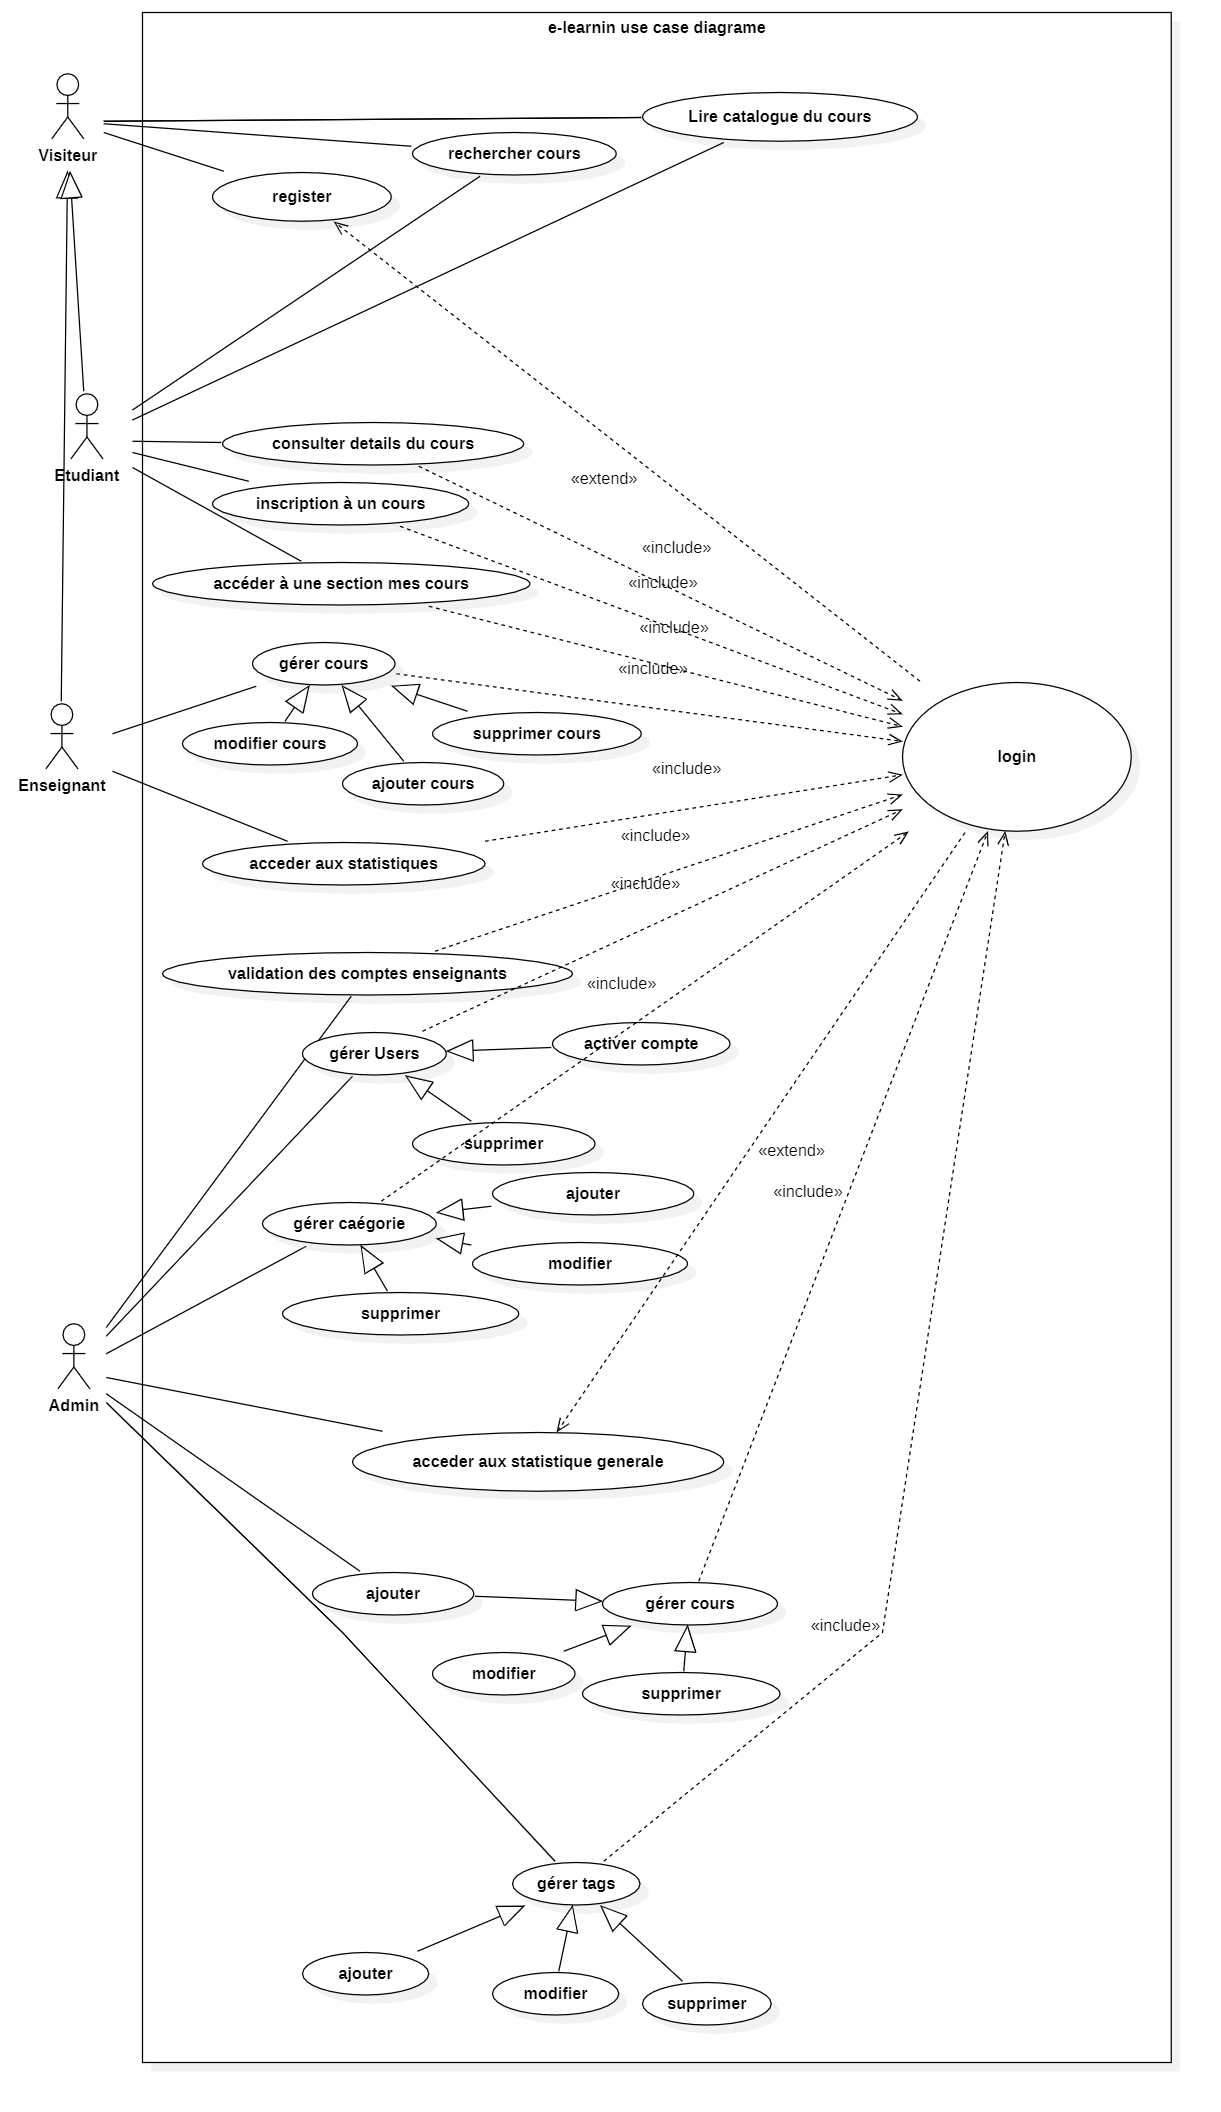 e-learnin use case diagrame
Lire catalogue du cours
Visiteur
rechercher cours
register
consulter details du cours
Etudiant
«extend»
inscription à un cours
«include»
accéder à une section mes cours
«include»
«include»
gérer cours
«include»
modifier cours
supprimer cours
login
«include»
Enseignant
ajouter cours
«include»
acceder aux statistiques
«include»
validation des comptes enseignants
«include»
gérer Users
activer compte
supprimer
«extend»
ajouter
«include»
gérer caégorie
modifier
supprimer
Admin
acceder aux statistique generale
ajouter
gérer cours
«include»
modifier
supprimer
gérer tags
ajouter
modifier
supprimer